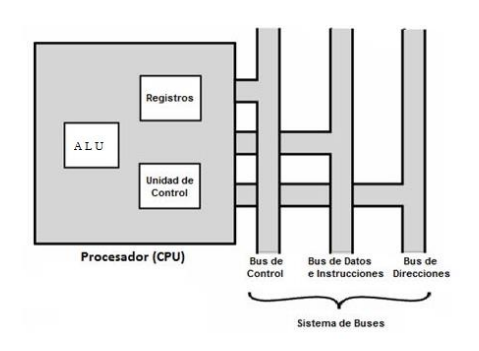 Registros
A L U
Unidad de
Control
Procesador (CPU)
Bus de
Control
Bus de Datos
e Instrucciones
Bus de
Direcciones
Sistema de Buses